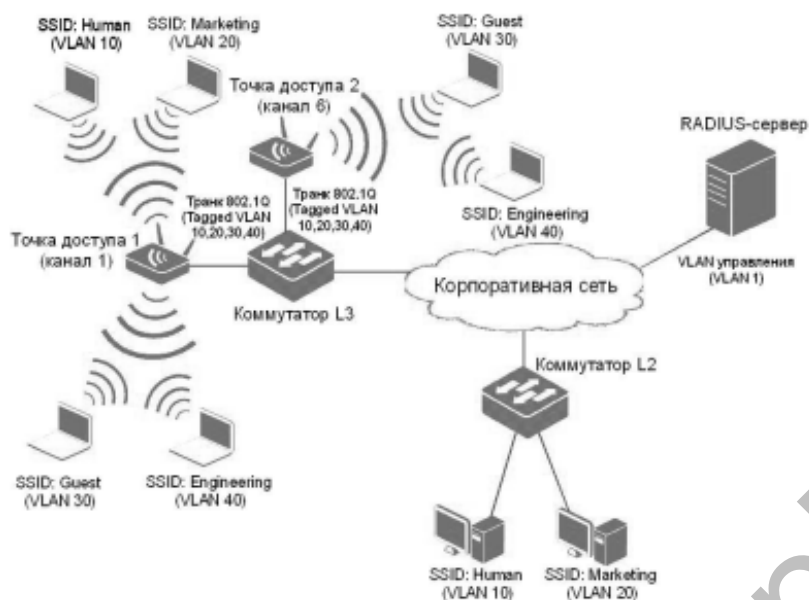 SSID: Human
(VLAN 10)
SSID: Marketing
(VLAN 20)
SSID: Guest
(VLAN 30)
Точка доступа 2
(канал 6)
RADIUS-сервер
Транк 802.1Q
(Tagged VLAN
10,20,30,40)
Транк 802.1Q
(Tagged VLAN
10,20,30,40)
SSID: Engineering
(VLAN 40)
Точка доступа 1
(канал 1)
VLAN управления
(VLAN 1)
Корпоративная сеть
Коммутатор L3
Коммутатор L2
SSID: Guest
(VLAN 30)
SSID: Engineering
(VLAN 40)
SSID: Human
(VLAN 10)
SSID: Marketing
(VLAN 20)